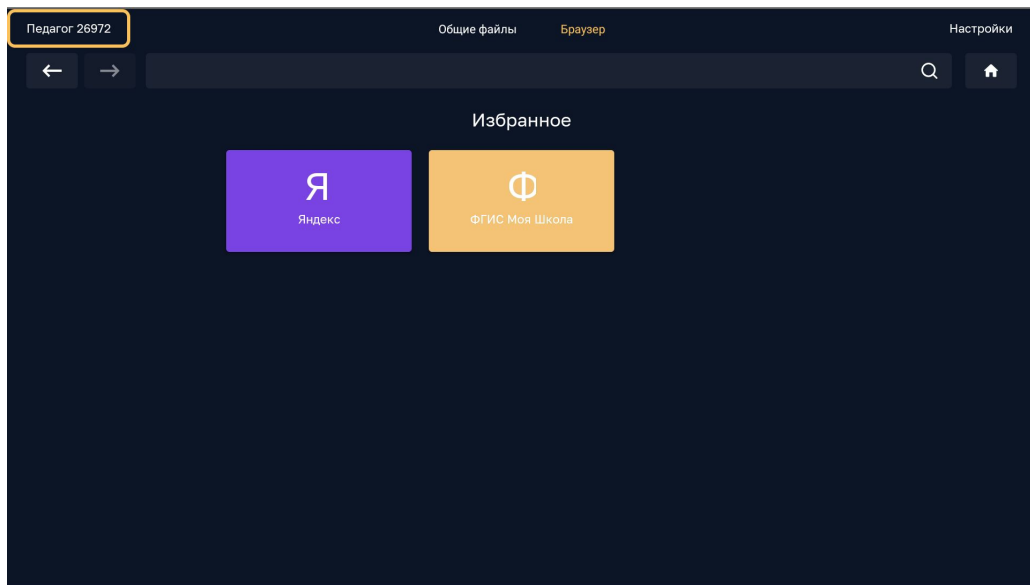 Педагог 26972 Общие файлы Браузер Настройки
Избранное
Я Ф
Яндекс ФГИС Моя Школа